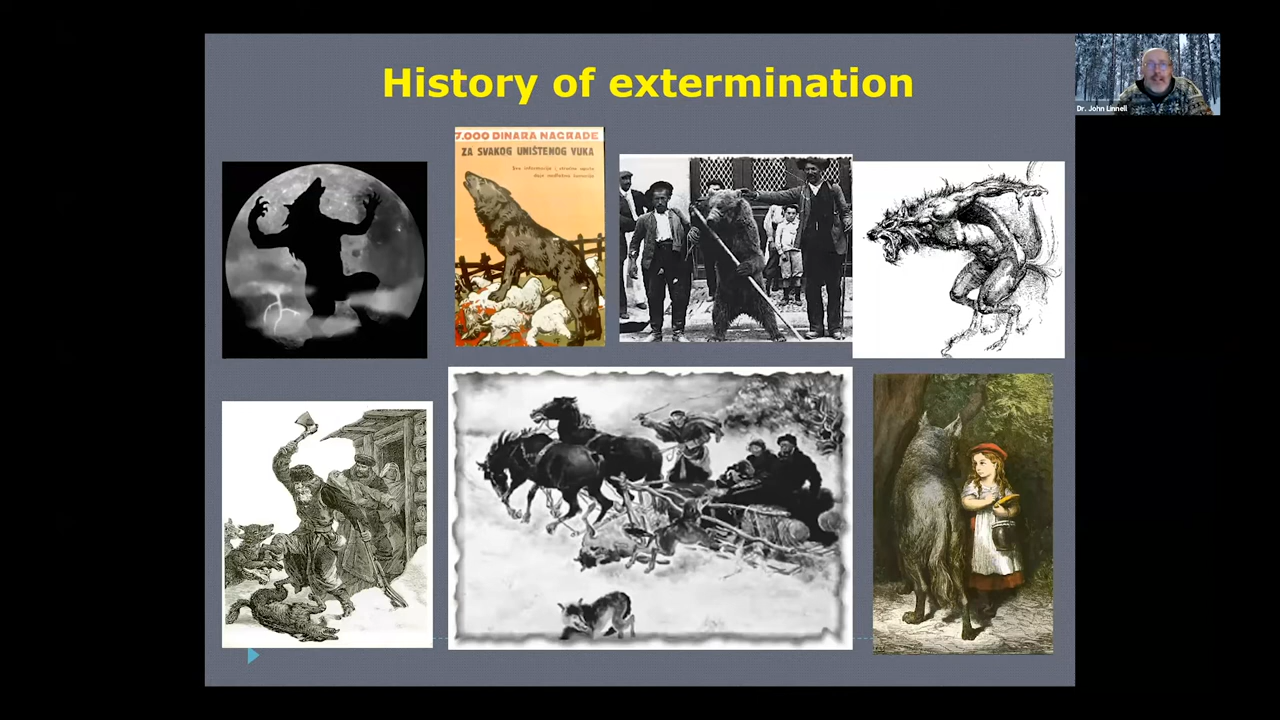 History of extermination
Dr. John Linnell
7.000 DINARA NAGRADE
ZA SVAKOG UNIŠTENOG VUKA